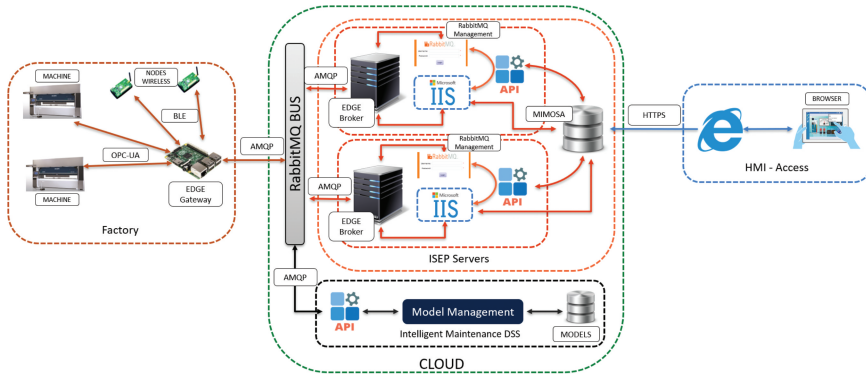 MACHINE
NODES
WIRELESS
BLE
OPC-UA
MACHINE
EDGE
Gateway
Factory
AMQP
RabbitMQ BUS
AMQP
RabbitMQ
Management
RabbitMQ
EDGE
Broker
Microsoft
IIS
API
MIMOSA
AMQP
RabbitMQ
Management
RabbitMQ
EDGE
Broker
Microsoft
IIS
API
ISEP Servers
HTTPS
BROWSER
HMI - Access
AMQP
API
Model Management
Intelligent Maintenance DSS
MODELS
CLOUD